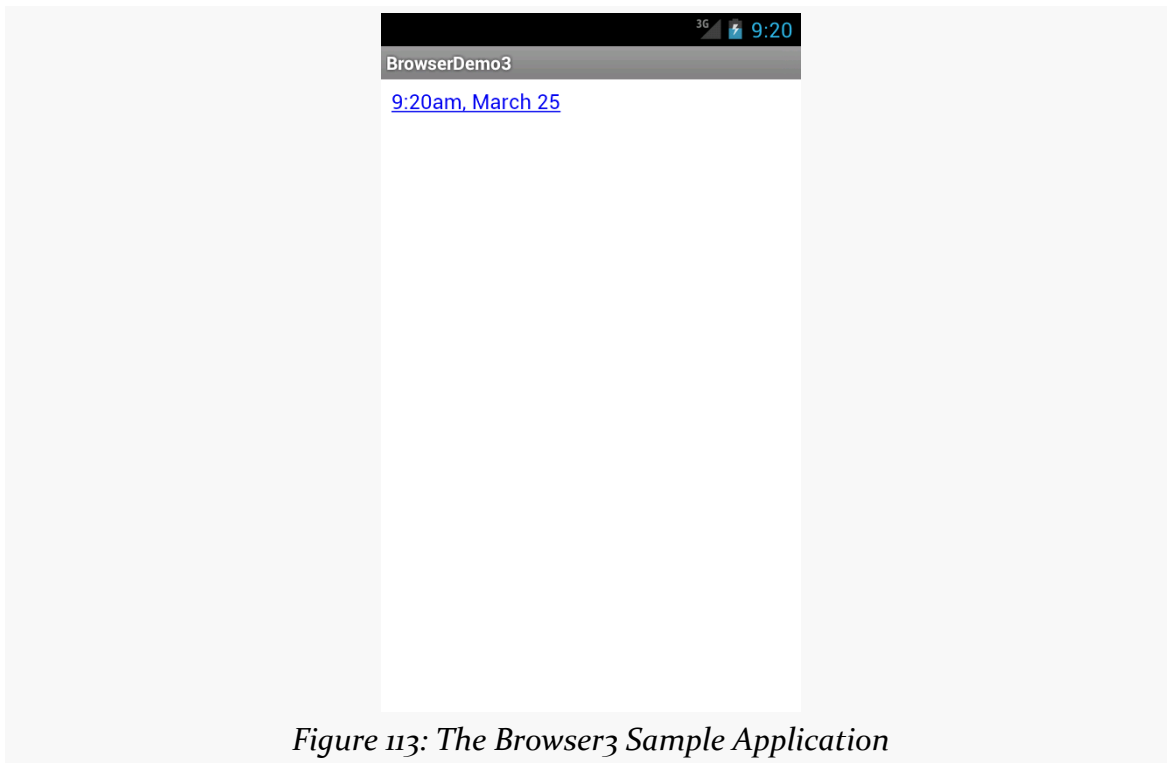 3G 9:20
BrowserDemo3
9:20am, March 25
Figure 113: The Browser3 Sample Application